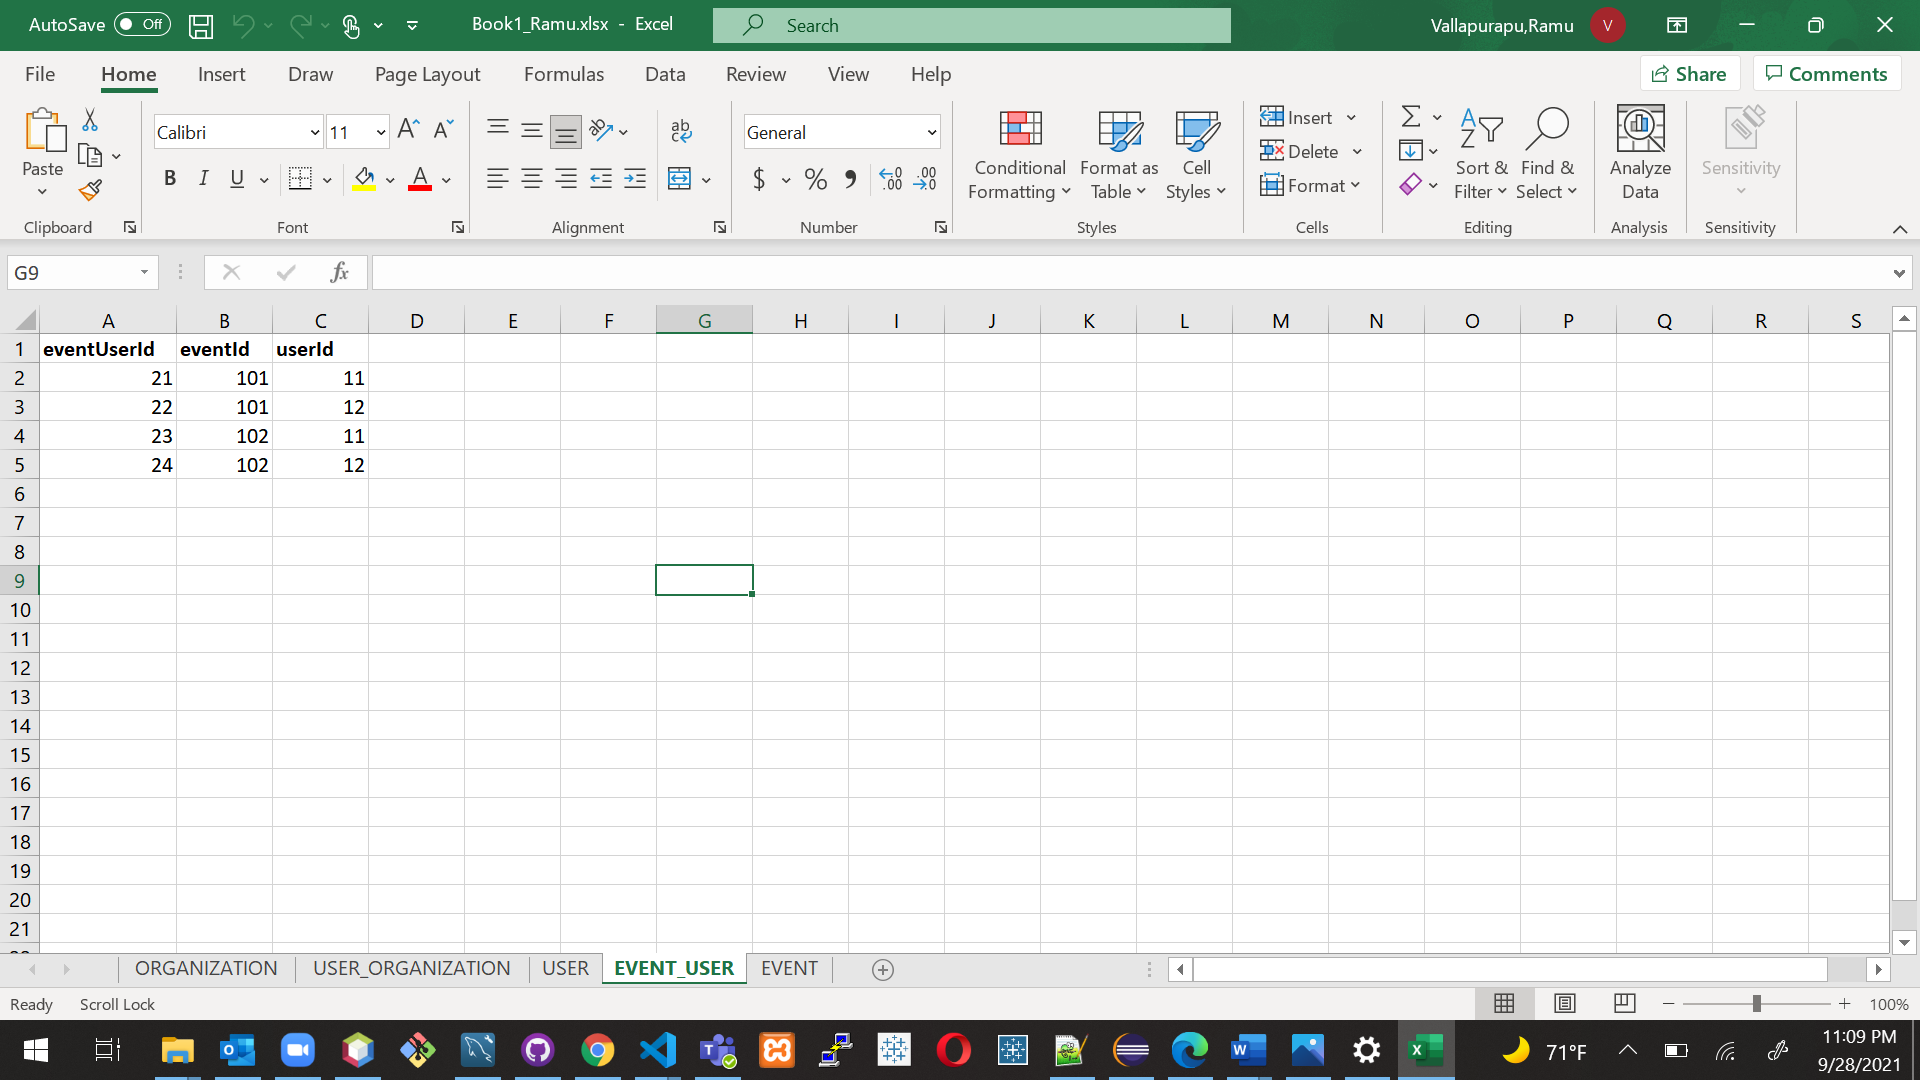 AutoSave Off Book1_Ramu.xlsx - Excel Search Vallapurapu,Ramu V
File Home Insert Draw Page Layout Formulas Data Review View Help Share Comments
Paste
Clipboard
Calibri 11
B I U
Font
ab
Alignment
General
$ % 9
.00 .00
Number
Conditional Formatting
Format as Table
Cell Styles
Styles
Insert
Delete
Format
Cells
Sort & Filter
Find & Select
Editing
Analyze Data
Analysis
Sensitivity
Sensitivity
G9 fx
A B C D E F G H I J K L M N O P Q R S
1 eventUserId eventId userId
2 21 101 11
3 22 101 12
4 23 102 11
5 24 102 12
6
7
8
9
10
11
12
13
14
15
16
17
18
19
20
21
ORGANIZATION USER_ORGANIZATION USER EVENT_USER EVENT
Ready Scroll Lock 100%
71°F 11:09 PM
9/28/2021